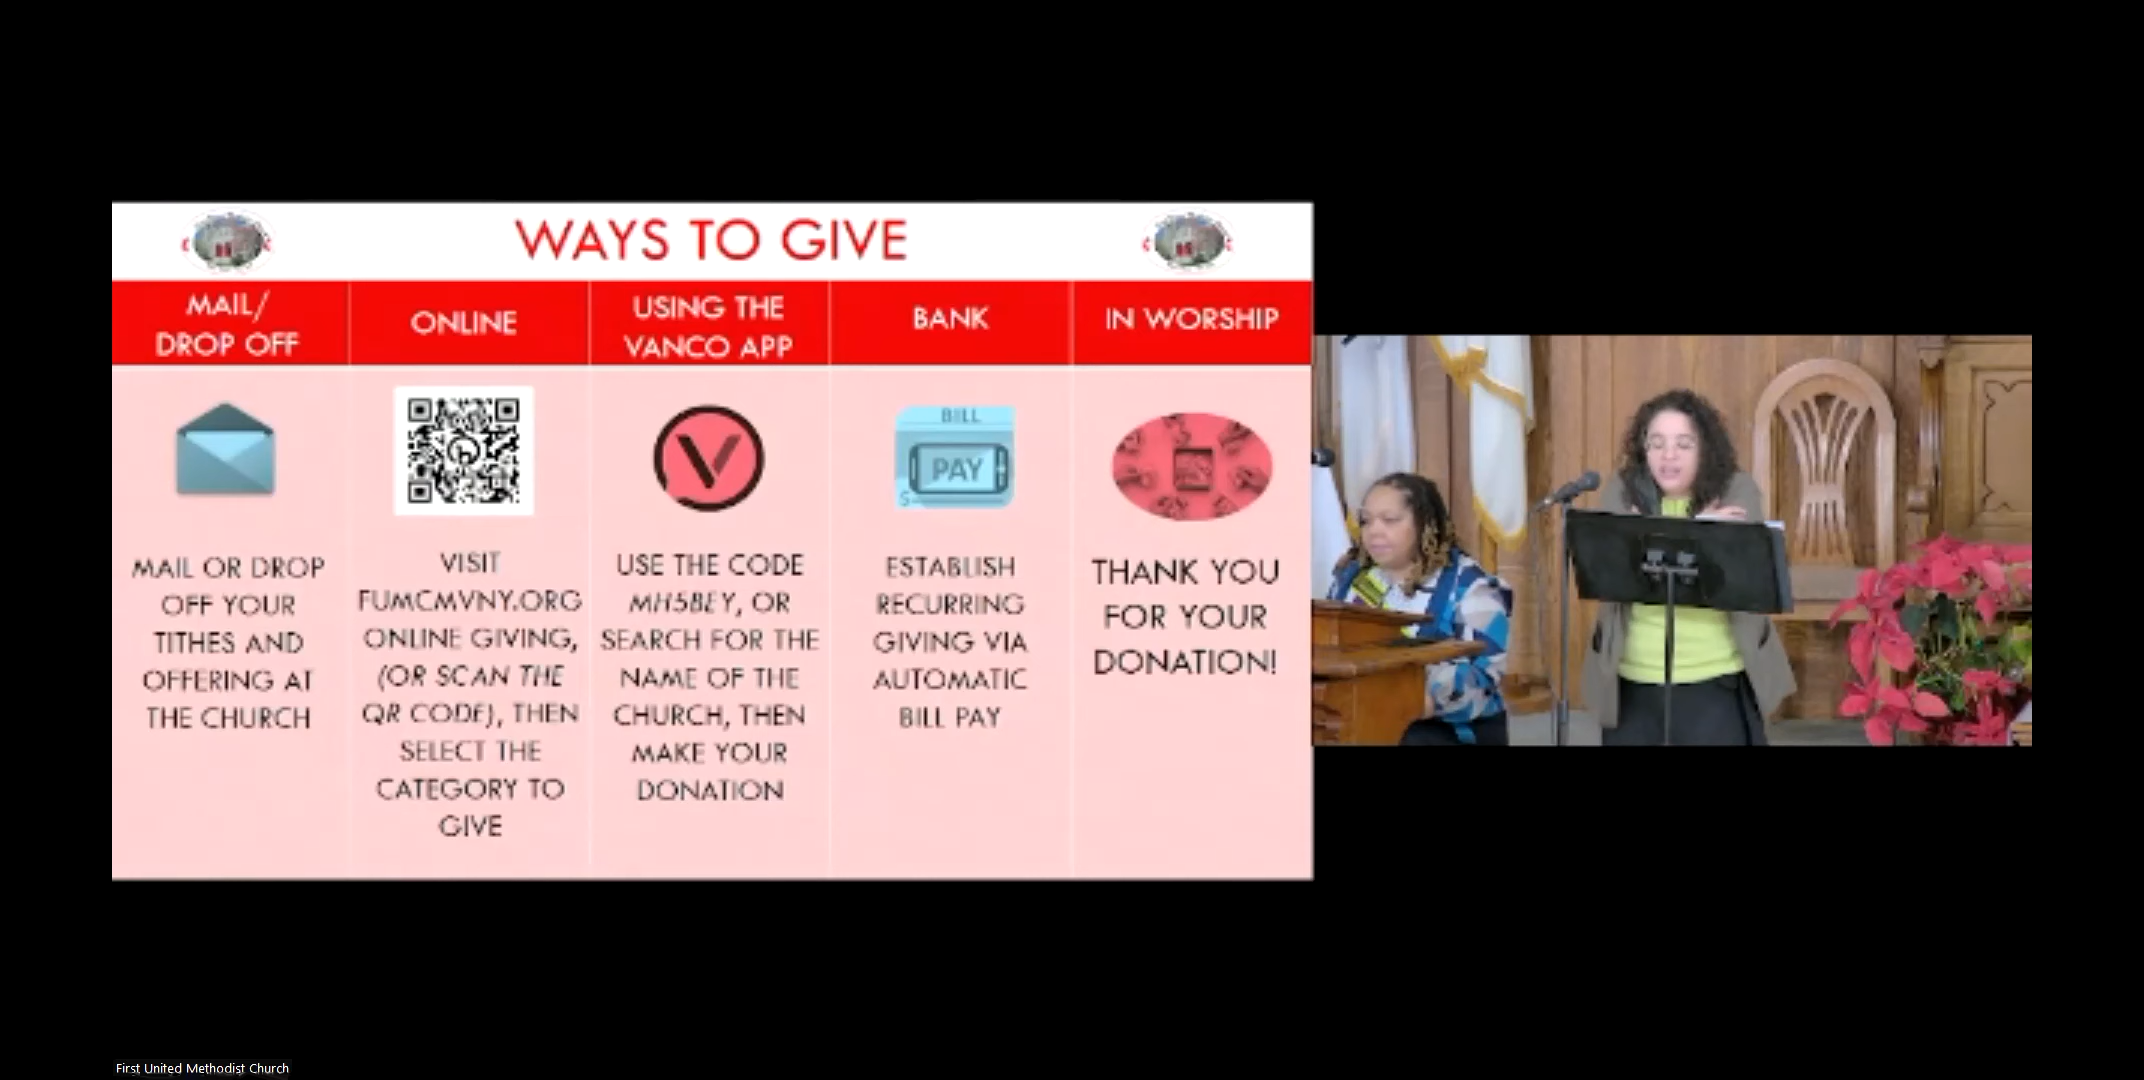 WAYS TO GIVE
MAIL/
DROP OFF
ONLINE
USING THE
VANCO APP
BANK
IN WORSHIP
BILL
PAY
$
MAIL OR DROP
OFF YOUR
TITHES AND
OFFERING AT
THE CHURCH
VISIT
FUMCMVNY.ORG
ONLINE GIVING,
(OR SCAN THE
QR CODE), THEN
SELECT THE
CATEGORY TO
GIVE
USE THE CODE
MH5BEY, OR
SEARCH FOR THE
NAME OF THE
CHURCH, THEN
MAKE YOUR
DONATION
ESTABLISH
RECURRING
GIVING VIA
AUTOMATIC
BILL PAY
THANK YOU
FOR YOUR
DONATION!
First United Methodist Church